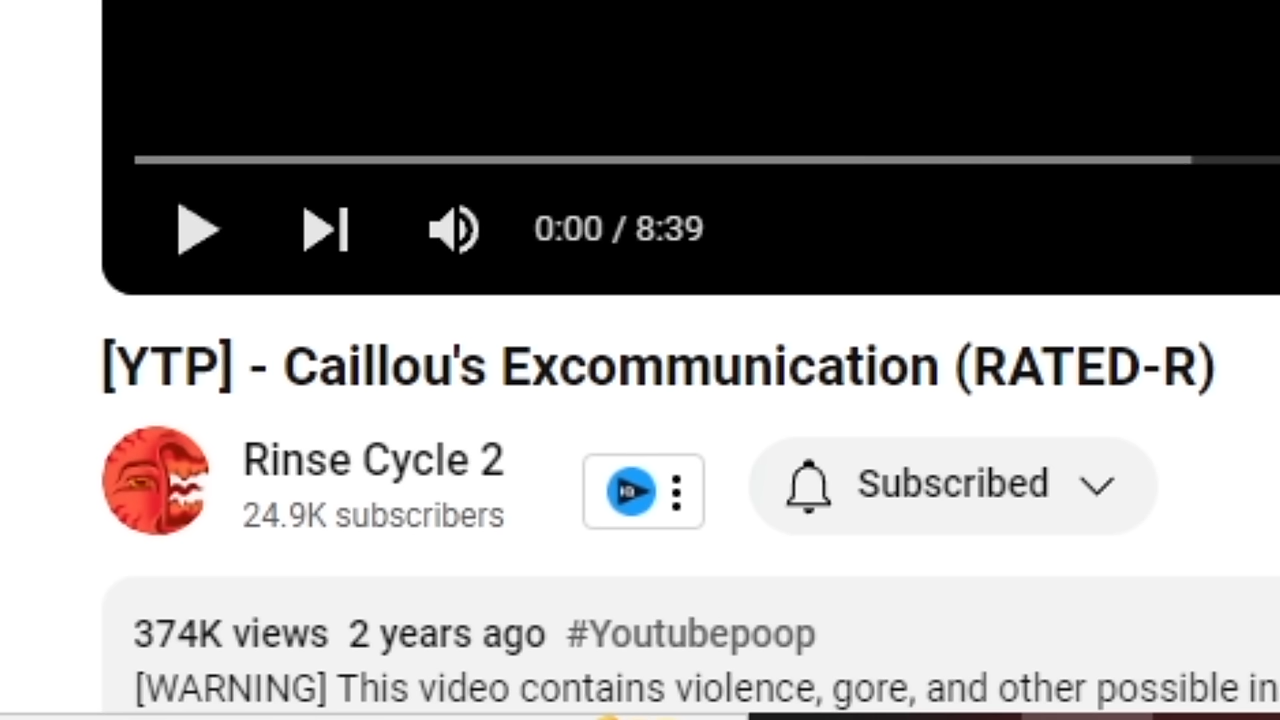 0:00 / 8:39
[YTP] - Caillou's Excommunication (RATED-R)
Rinse Cycle 2
24.9K subscribers
Subscribed
374K views 2 years ago #Youtubepoop
[WARNING] This video contains violence, gore, and other possible in